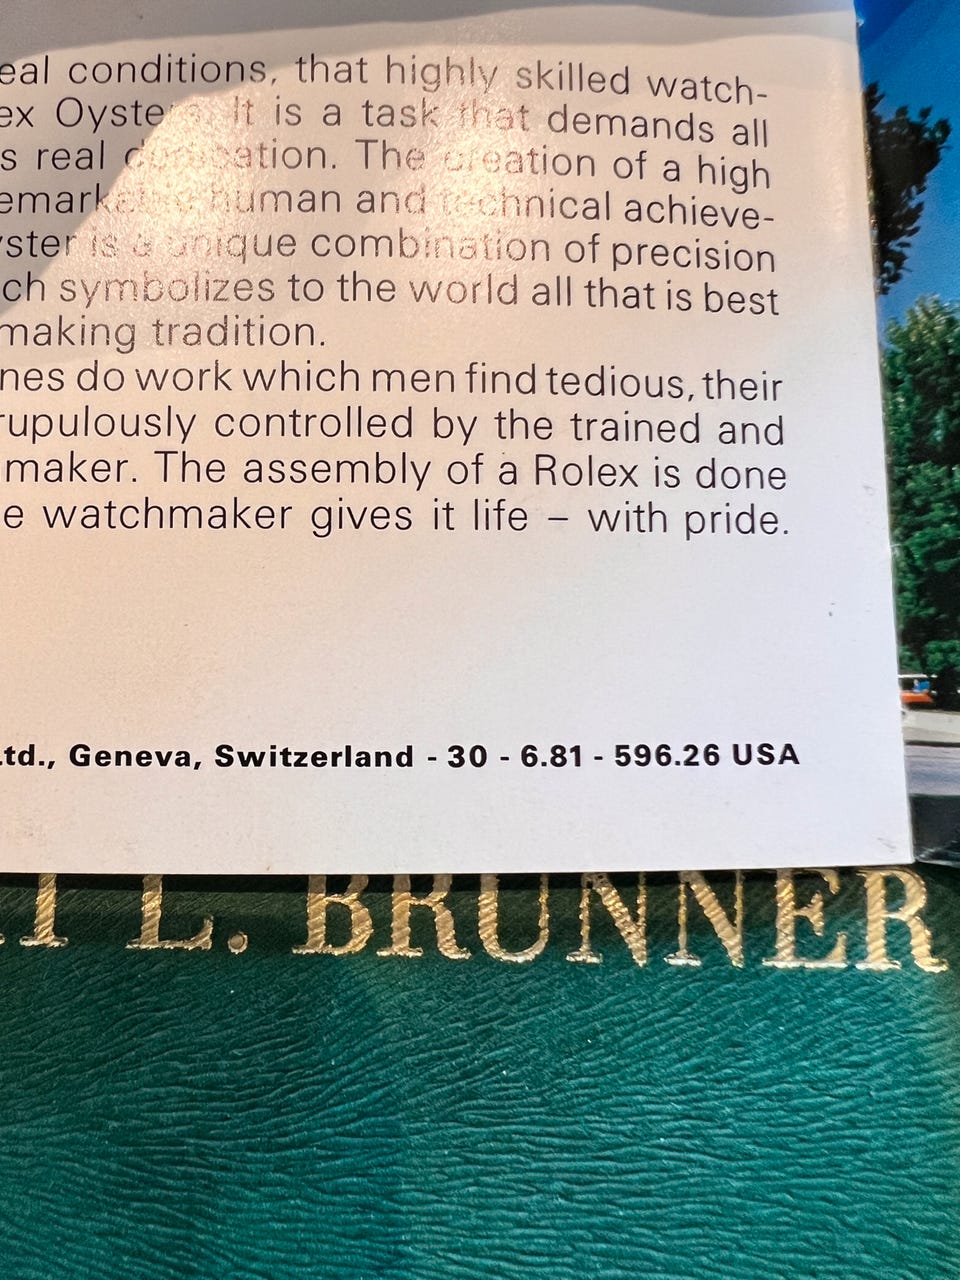 eal conditions, that highly skilled watch-
ex Oyster. It is a task that demands all
s real dedication. The creation of a high
emarkable human and technical achieve-
yster is a unique combination of precision
ch symbolizes to the world all that is best
making tradition.
nes do work which men find tedious, their
rupulously controlled by the trained and
maker. The assembly of a Rolex is done
e watchmaker gives it life – with pride.
Ltd., Geneva, Switzerland - 30 - 6.81 - 596.26 USA
L. BRUNNER